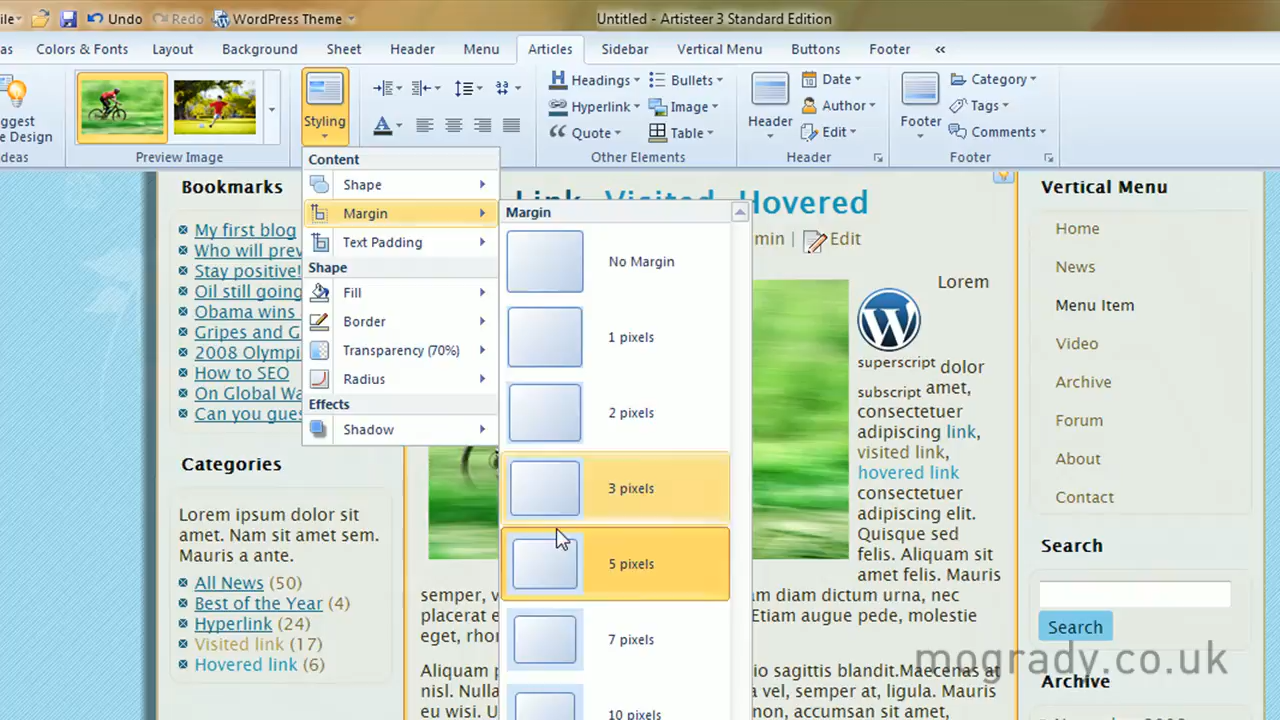 ile
Undo
Redo
WordPress Theme
Untitled - Artisteer 3 Standard Edition
Colors & Fonts
Layout
Background
Sheet
Header
Menu
Articles
Sidebar
Vertical Menu
Buttons
Footer
ggest
e Design
deas
Preview Image
Styling
Headings
Bullets
Hyperlink
Image
Quote
Table
Other Elements
Header
Date
Author
Edit
Header
Footer
Category
Tags
Comments
Footer
Bookmarks
My first blog
Who will prev
Stay positive!
Oil still going
Obama wins
Gripes and G
2008 Olympi
How to SEO
On Global Wa
Can you gues
Categories
Lorem ipsum dolor sit
amet. Nam sit amet sem.
Mauris a ante.
All News (50)
Best of the Year (4)
Hyperlink (24)
Visited link (17)
Hovered link (6)
Content
Shape
Margin
Text Padding
Shape
Fill
Border
Transparency (70%)
Radius
Effects
Shadow
Margin
No Margin
1 pixels
2 pixels
3 pixels
5 pixels
7 pixels
10 pixels
Link, Visited, Hovered
min | Edit
Lorem
superscript dolor
subscript amet,
consectetuer
adipiscing link,
visited link,
hovered link
consectetuer
adipiscing elit.
Quisque sed
felis. Aliquam sit
amet felis. Mauris
semper, v am diam dictum urna, nec
placerat e Etiam augue pede, molestie
eget, rhon
Aliquam p io sagittis blandit.Maecenas at
nisl. Nulla a vel, semper at, ligula. Mauris
eu wisi. U m, accumsan sit amet,
Vertical Menu
Home
News
Menu Item
Video
Archive
Forum
About
Contact
Search
Search
mogrady.co.uk
Archive